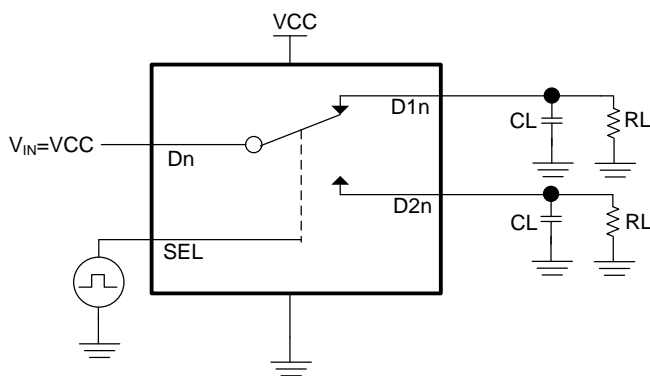 VCC
D1n
CL
RL
V_IN=VCC
Dn
D2n
SEL
CL
RL